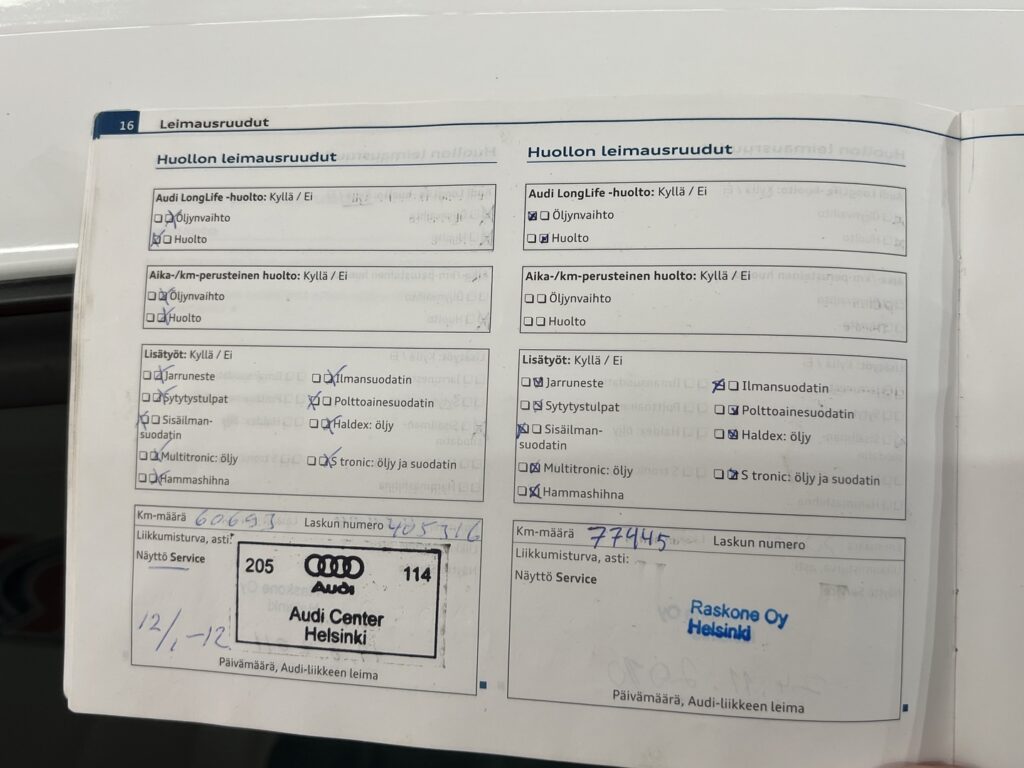 16 Leimausruudut
Huollon leimausruudut
Audi LongLife -huolto: Kyllä / Ei
Öljynvaihto
Huolto
Aika-/km-perusteinen huolto: Kyllä / Ei
Öljynvaihto
Huolto
Lisätyöt: Kyllä / Ei
Jarruneste
Ilmansuodatin
Sytytystulpat
Polttoainesuodatin
Sisäilman-
suodatin
Haldex: öljy
Multitronic: öljy
S tronic: öljy ja suodatin
Hammashihna
Km-määrä 60693 Laskun numero 405316
Liikkumisturva, asti:
Näyttö Service
205 114
Audi
Audi Center
Helsinki
12/1-12
Päivämäärä, Audi-liikkeen leima
Huollon leimausruudut
Audi LongLife -huolto: Kyllä / Ei
Öljynvaihto
Huolto
Aika-/km-perusteinen huolto: Kyllä / Ei
Öljynvaihto
Huolto
Lisätyöt: Kyllä / Ei
Jarruneste
Ilmansuodatin
Sytytystulpat
Polttoainesuodatin
Sisäilman-
suodatin
Haldex: öljy
Multitronic: öljy
S tronic: öljy ja suodatin
Hammashihna
Km-määrä 77445 Laskun numero
Liikkumisturva, asti:
Näyttö Service
Raskone Oy
Helsinki
Päivämäärä, Audi-liikkeen leima